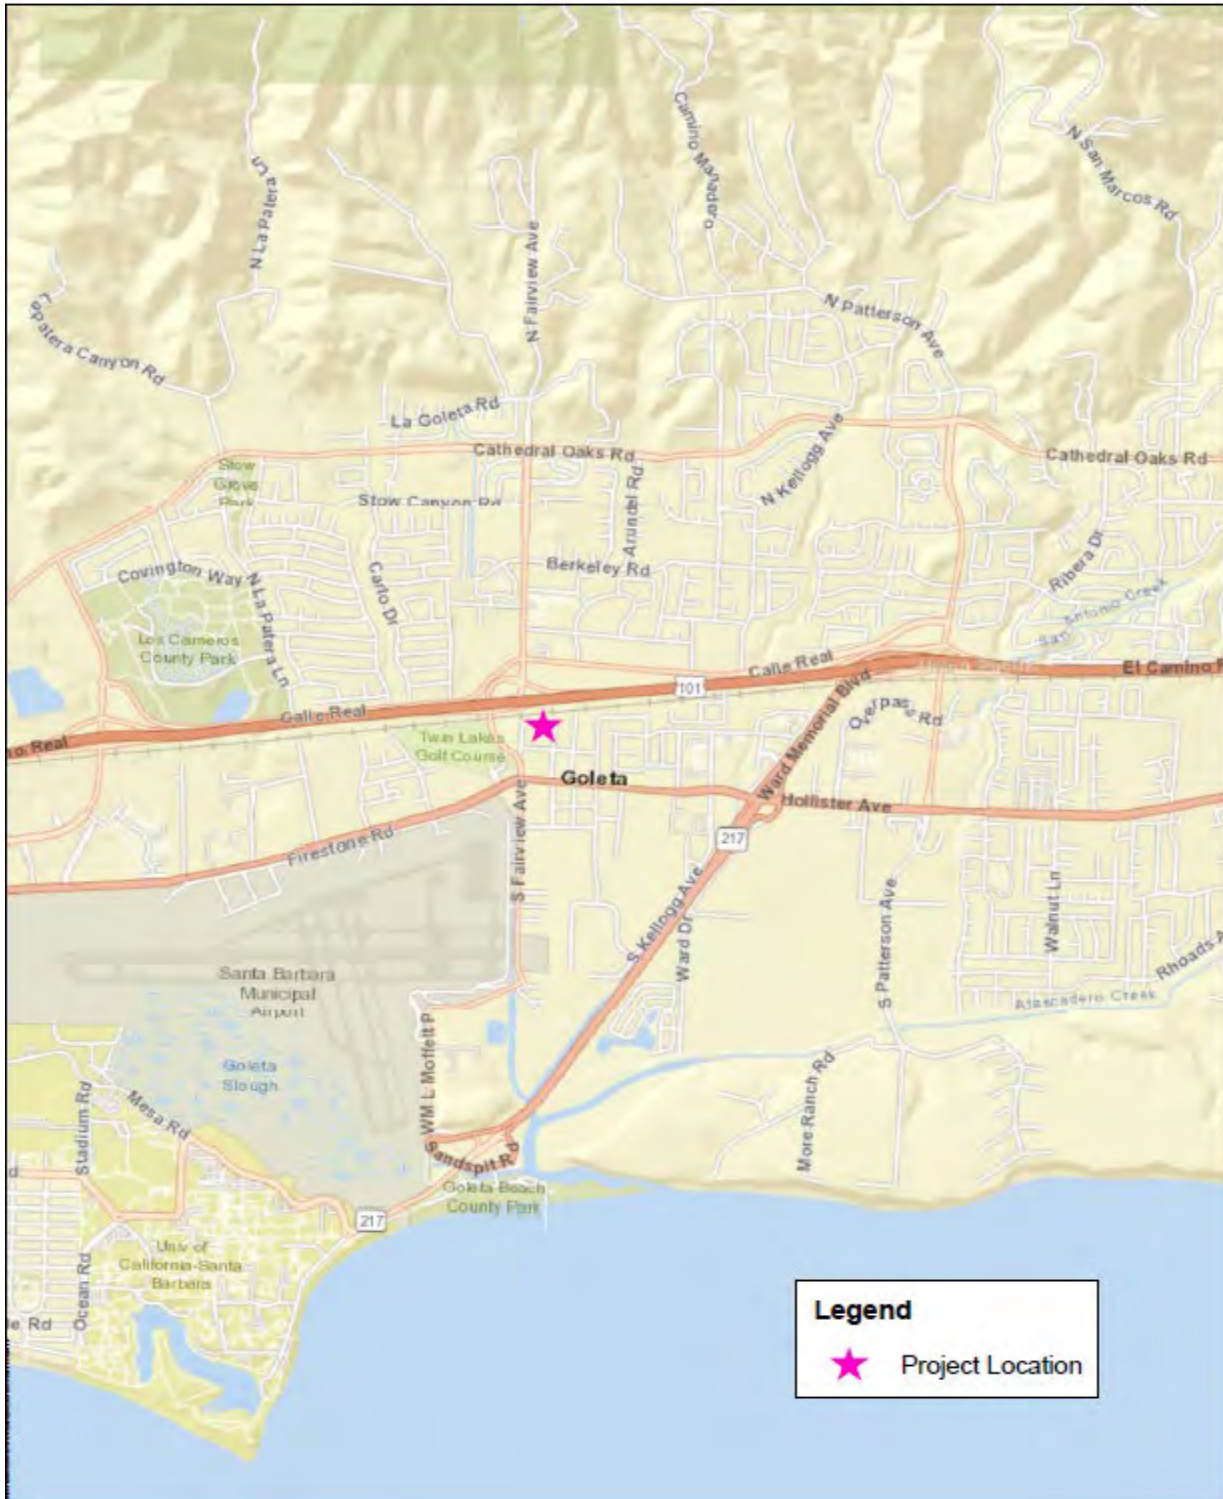 N La Patera Ln
Camino Manadero
N San Marcos Rd
N Fairview Ave
Lapatera Canyon Rd
N Patterson Ave
La Goleta Rd
Cathedral Oaks Rd
N Kellogg Ave
Cathedral Oaks Rd
Stow
Grove
Park
Stow Canyon Rd
Arundel Rd
Berkeley Rd
Ribera Dr
Covington Way
N La Patera Ln
Carlo Dr
Antonio Creek
San
Los Carneros
County Park
Calle Real
El Camino R
101
Calle Real
Ward Memorial Blvd
Overpass Rd
no Real
Twin Lakes
Golf Course
Goleta
Hollister Ave
Firestone Rd
S Fairview Ave
217
S Kellogg Ave
Ward Dr
S Patterson Ave
Walnut Ln
Rhoads A
Santa Barbara
Municipal
Airport
Atascadero Creek
WM L Moffett P
Goleta
Slough
Stadium Rd
Mesa Rd
More Ranch Rd
Sandspit Rd
d
Goleta Beach
County Park
217
Univ of
California-Santa
Barbara
Ocean Rd
le Rd
Legend
Project Location